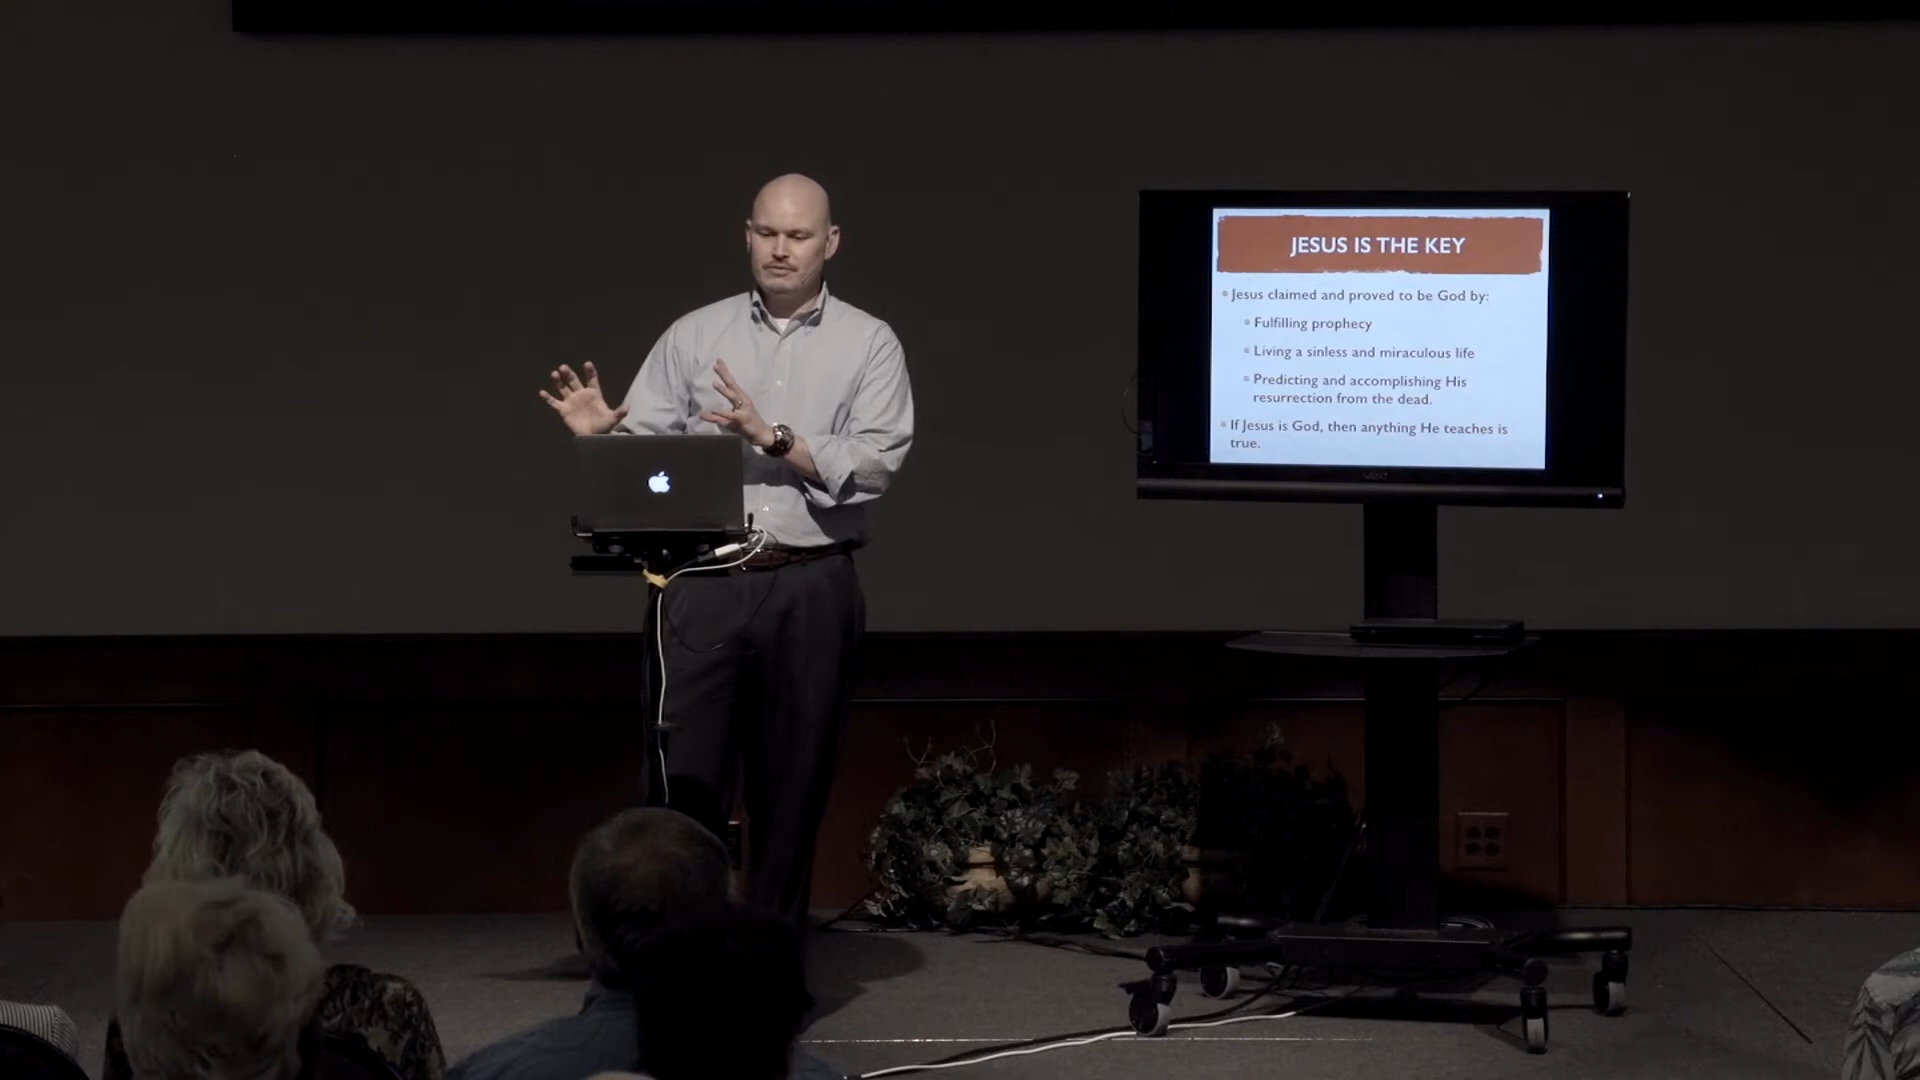 JESUS IS THE KEY
Jesus claimed and proved to be God by:
Fulfilling prophecy
Living a sinless and miraculous life
Predicting and accomplishing His
resurrection from the dead.
If Jesus is God, then anything He teaches is
true.